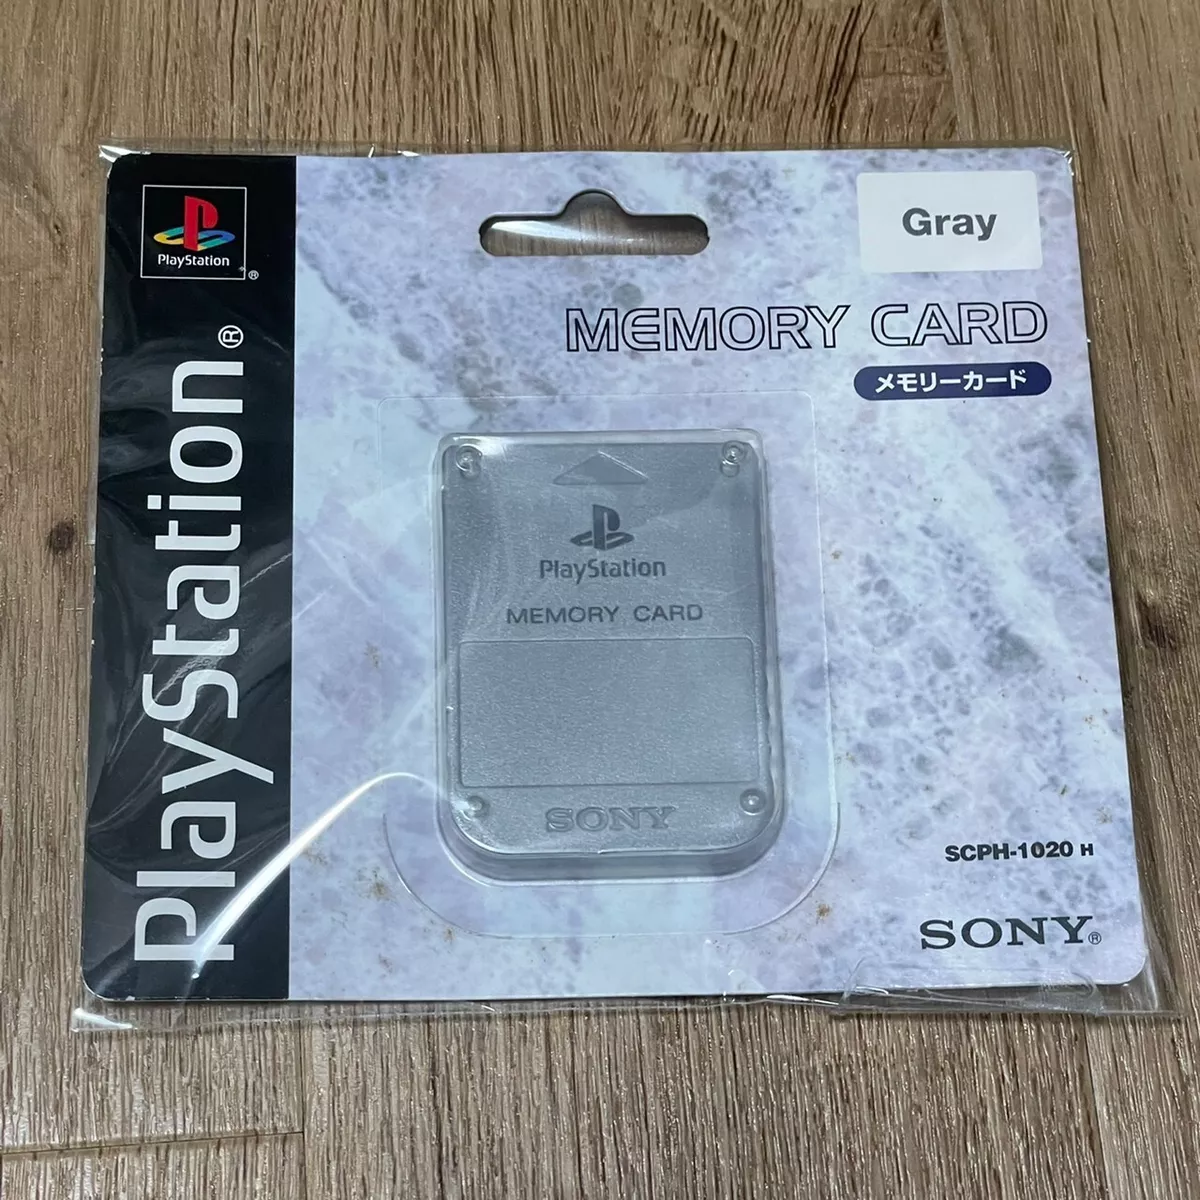 PlayStation
®
PlayStation®
Gray
MEMORY CARD
メモリーカード
PlayStation
MEMORY CARD
SONY
SCPH-1020 H
SONY®